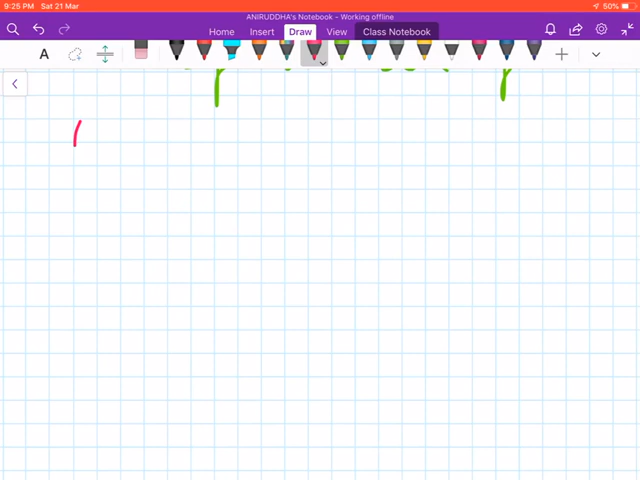 9:25 PM Sat 21 Mar 50%
ANIRUDDHA's Notebook - Working offline
Home Insert Draw View Class Notebook
A